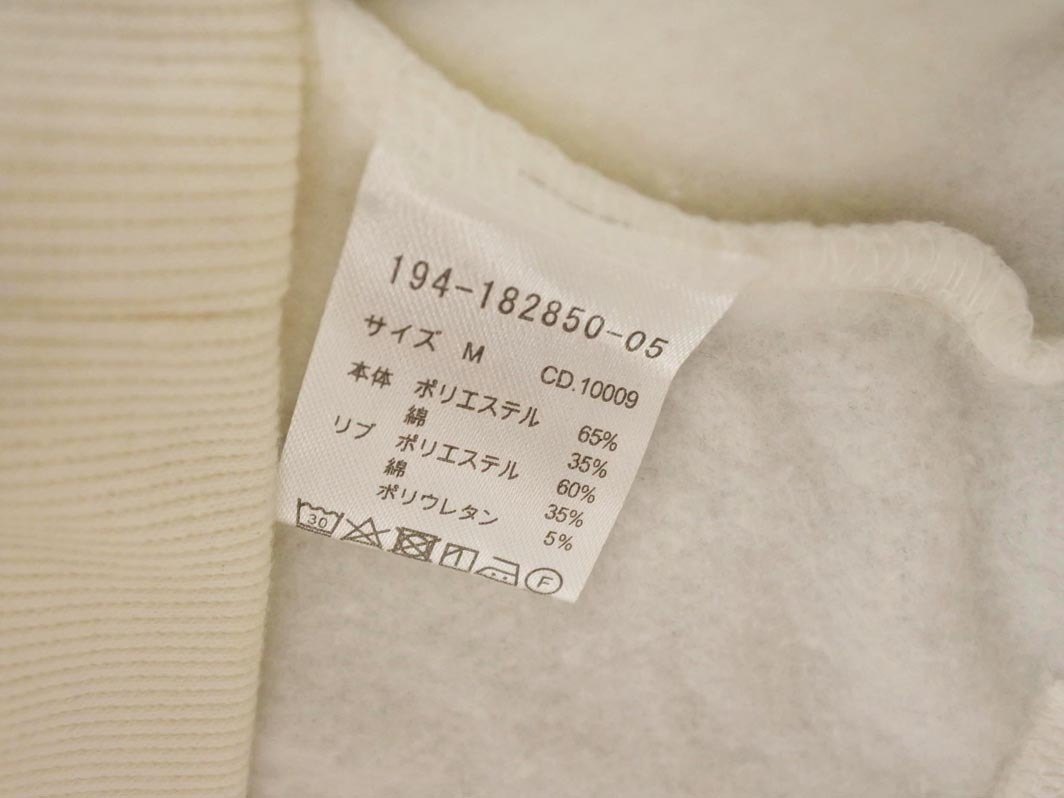 194-182850-05
サイズ M CD.10009
本体 ポリエステル 65%
綿 35%
リブ ポリエステル 60%
綿 35%
ポリウレタン 5%
30 F